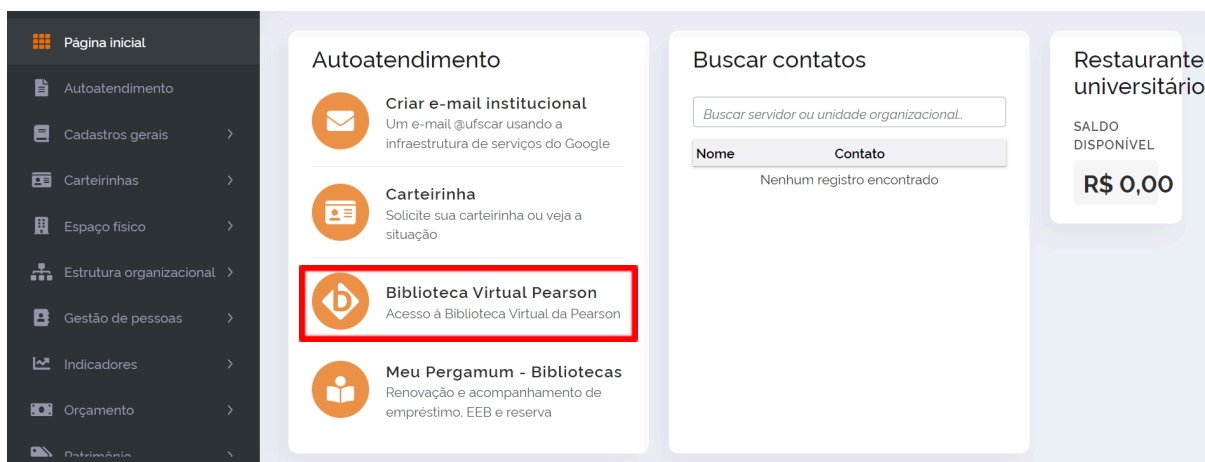 Página inicial
Autoatendimento
Cadastros gerais
Carteirinhas
Espaço físico
Estrutura organizacional
Gestão de pessoas
Indicadores
Orçamento
Patrimônio
Autoatendimento
Criar e-mail institucional
Um e-mail @ufscar usando a
infraestrutura de serviços do Google
Carteirinha
Solicite sua carteirinha ou veja a
situação
Biblioteca Virtual Pearson
Acesso à Biblioteca Virtual da Pearson
Meu Pergamum - Bibliotecas
Renovação e acompanhamento de
empréstimo, EEB e reserva
Buscar contatos
Buscar servidor ou unidade organizacional..
Nome Contato
Nenhum registro encontrado
Restaurante
universitário
SALDO
DISPONÍVEL
R$ 0,00